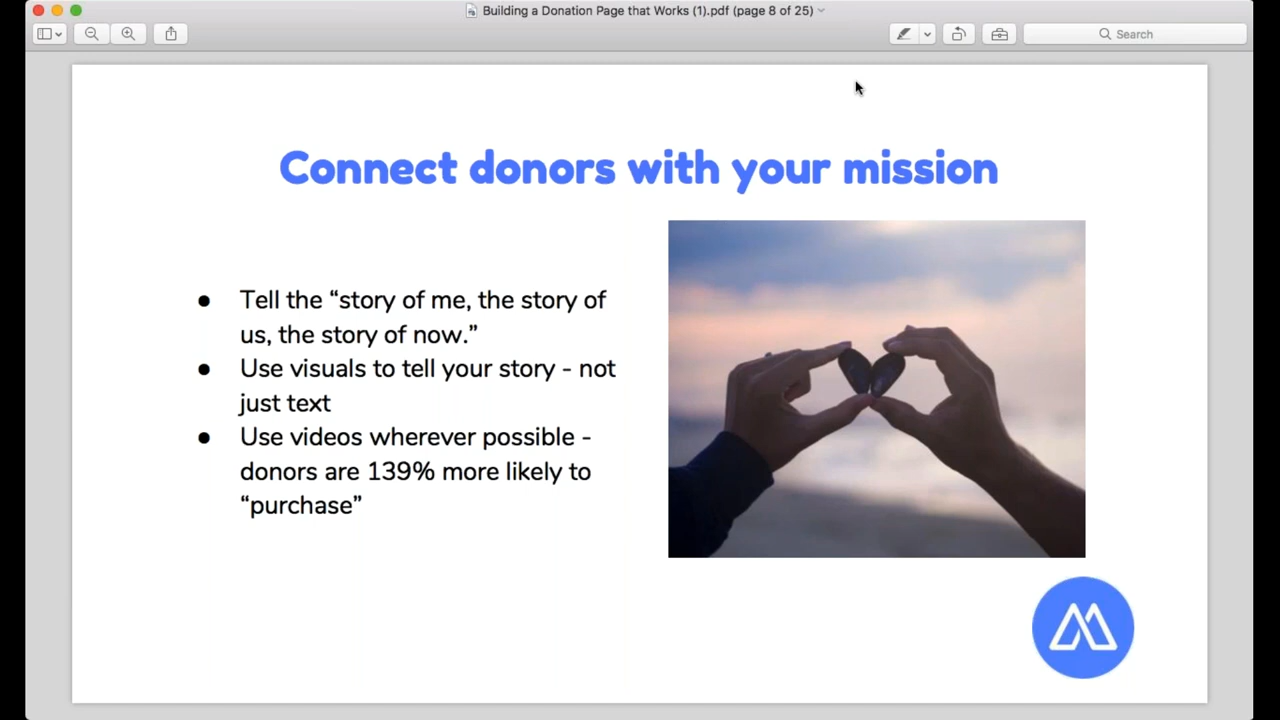 Building a Donation Page that Works (1).pdf (page 8 of 25)
Search
Connect donors with your mission
● Tell the “story of me, the story of
us, the story of now.”
● Use visuals to tell your story - not
just text
● Use videos wherever possible -
donors are 139% more likely to
“purchase”